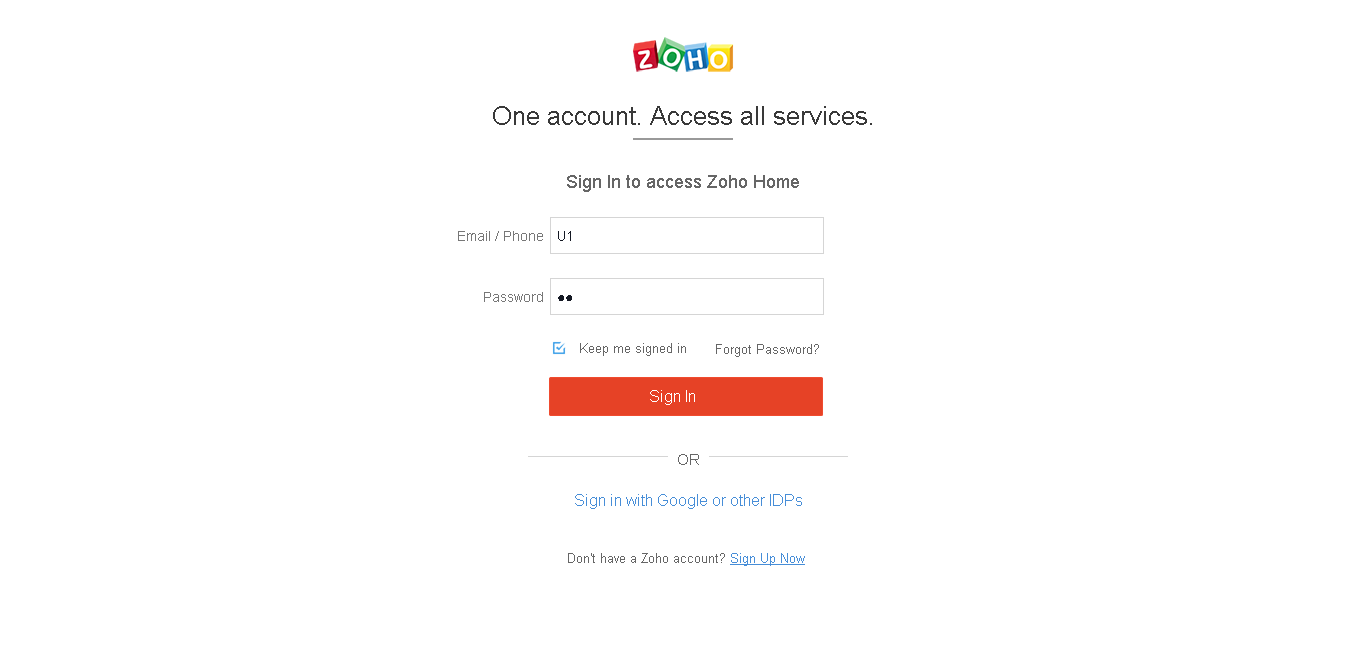 ZOHO
One account. Access all services.
Sign In to access Zoho Home
Email / Phone U1
Password ●●
Keep me signed in Forgot Password?
Sign In
OR
Sign in with Google or other IDPs
Don't have a Zoho account? Sign Up Now